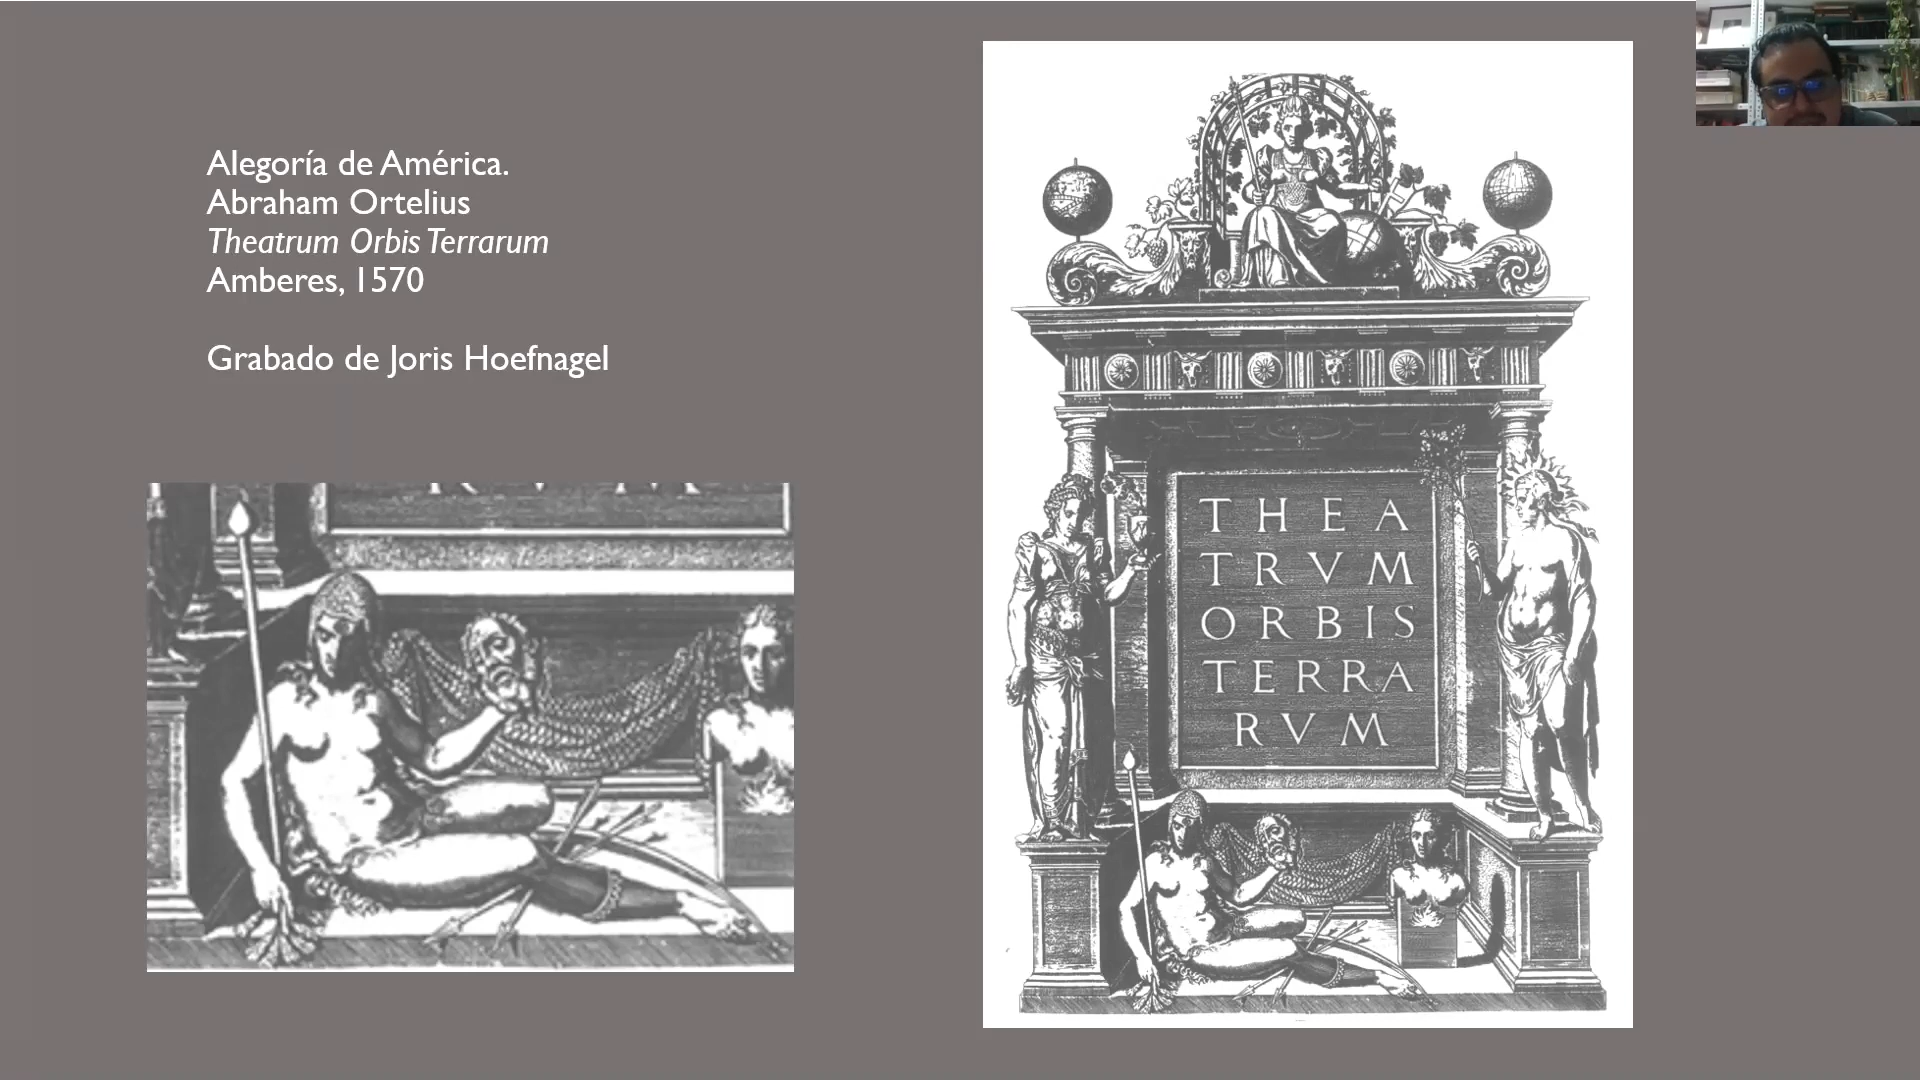 Alegoría de América.
Abraham Ortelius
Theatrum Orbis Terrarum
Amberes, 1570
Grabado de Joris Hoefnagel
R V M
THEA
TRVM
ORBIS
TERRA
RVM